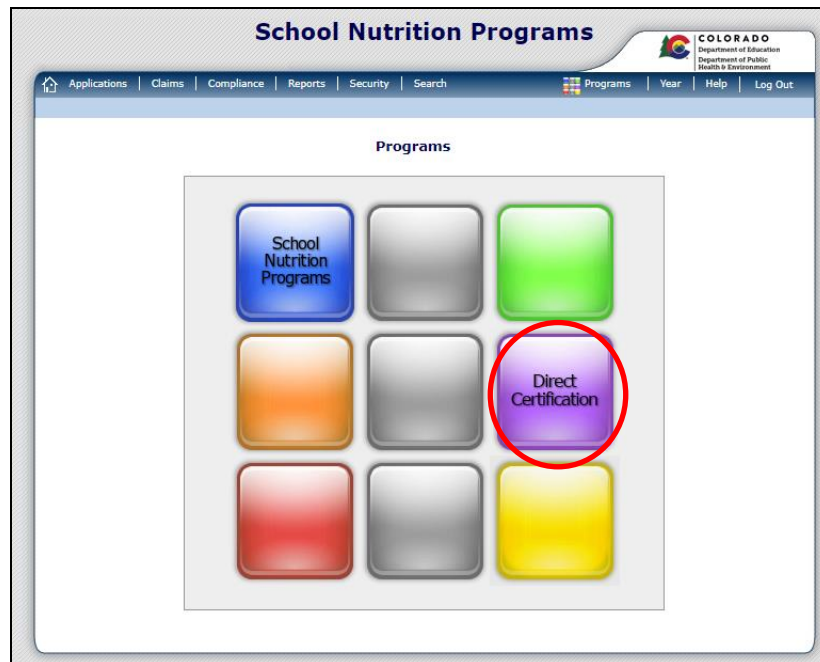 School Nutrition Programs
COLORADO
Department of Education
Department of Public
Health & Environment
Applications | Claims | Compliance | Reports | Security | Search
Programs | Year | Help | Log Out
Programs
School
Nutrition
Programs
Direct
Certification